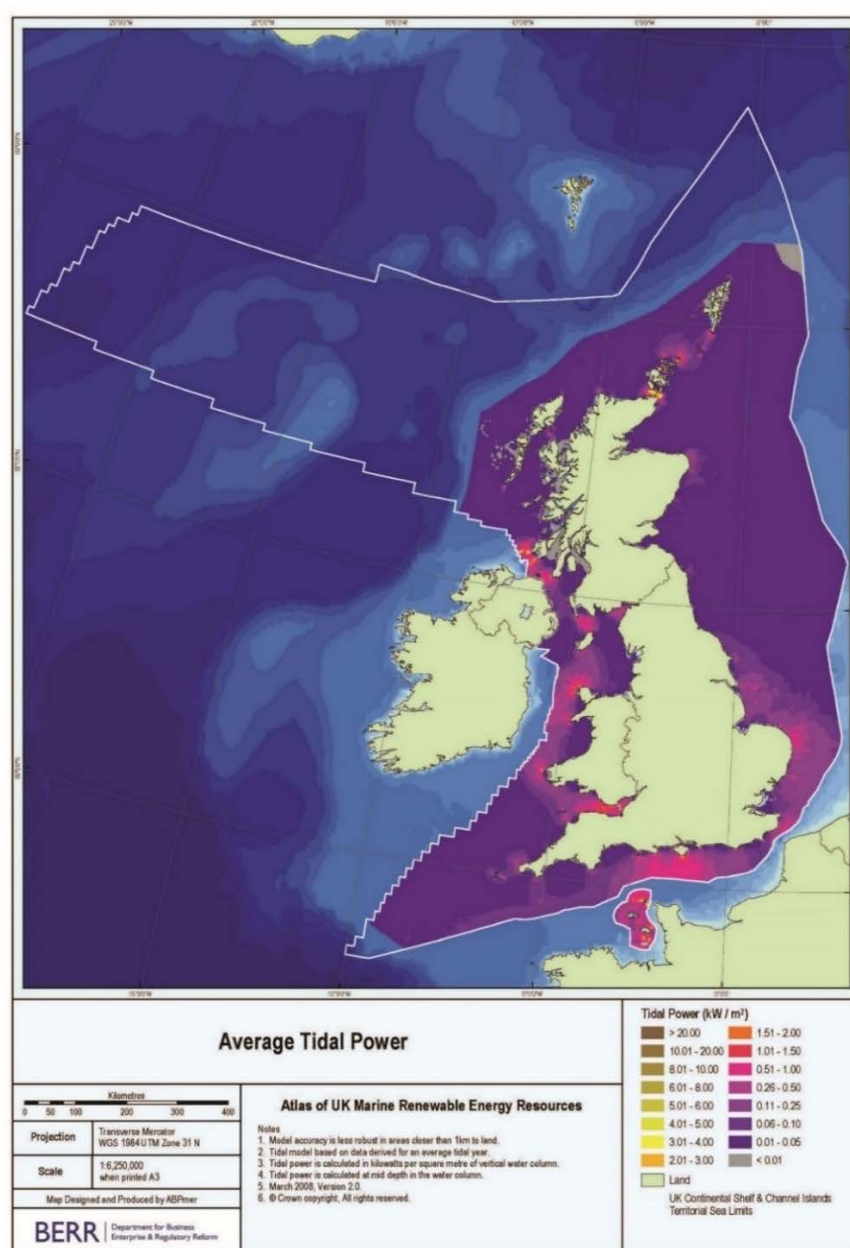 Average Tidal Power
Kilometres
0 50 100 200 300 400
Projection
Transverse Mercator
WGS 1984 UTM Zone 31 N
Scale
1:6,250,000
when printed A3
Map Designed and Produced by ABPmer
BERR
Department for Business
Enterprise & Regulatory Reform
Atlas of UK Marine Renewable Energy Resources
Notes
1. Model accuracy is less robust in areas closer than 1km to land.
2. Tidal model based on data derived for an average tidal year.
3. Tidal power is calculated in kilowatts per square metre of vertical water column.
4. Tidal power is calculated at mid depth in the water column.
5. March 2008, Version 2.0.
6. © Crown copyright, All rights reserved.
Tidal Power (kW / m²)
> 20.00
10.01 - 20.00
8.01 - 10.00
6.01 - 8.00
5.01 - 6.00
4.01 - 5.00
3.01 - 4.00
2.01 - 3.00
1.51 - 2.00
1.01 - 1.50
0.51 - 1.00
0.26 - 0.50
0.11 - 0.25
0.06 - 0.10
0.01 - 0.05
< 0.01
Land
UK Continental Shelf & Channel Islands
Territorial Sea Limits